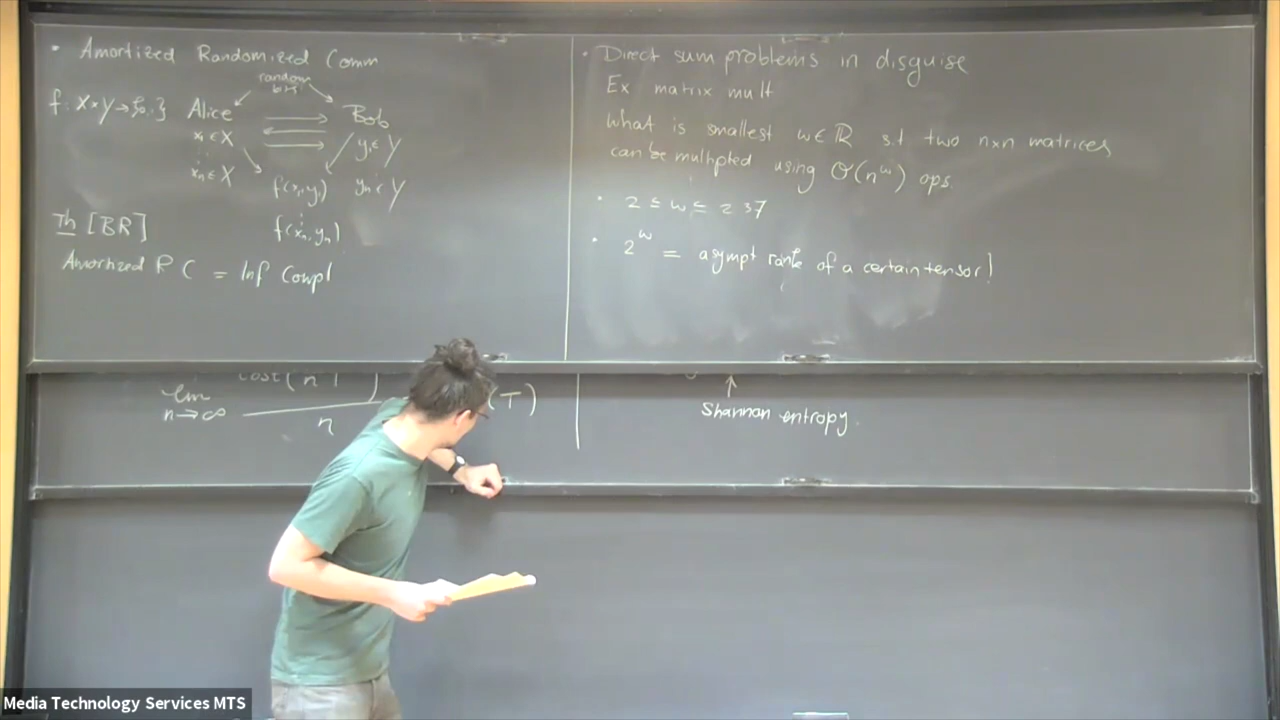 • Amortized Randomized Comm
random
bits
f: X×Y→{0,1} Alice Bob
x₁∈X y₁∈Y
xₙ∈X yₙ∈Y
f(x₁,y₁)
f(xₙ,yₙ)
Th [BR]
Amortized R C = Inf Compl
• Direct sum problems in disguise
Ex matrix mult
What is smallest ω∈ℝ s.t two n×n matrices
can be multipted using O(n^ω) ops.
• 2 ≤ ω ≤ 2 37
• 2^ω = asympt rank of a certain tensor!
lim n→∞ cost(n T) / n (T)
↑
Shannon entropy.
Media Technology Services MTS